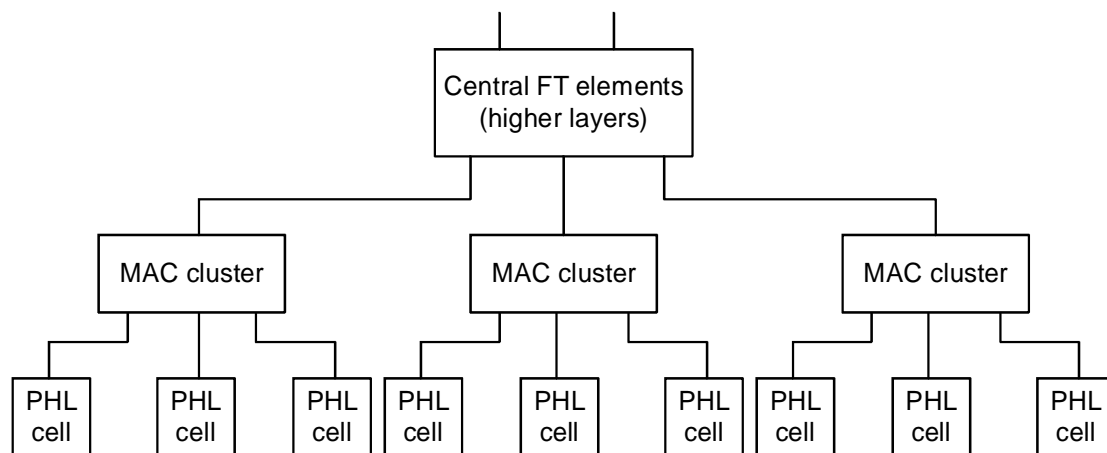 Central FT elements
(higher layers)
MAC cluster
MAC cluster
MAC cluster
PHL
cell
PHL
cell
PHL
cell
PHL
cell
PHL
cell
PHL
cell
PHL
cell
PHL
cell
PHL
cell